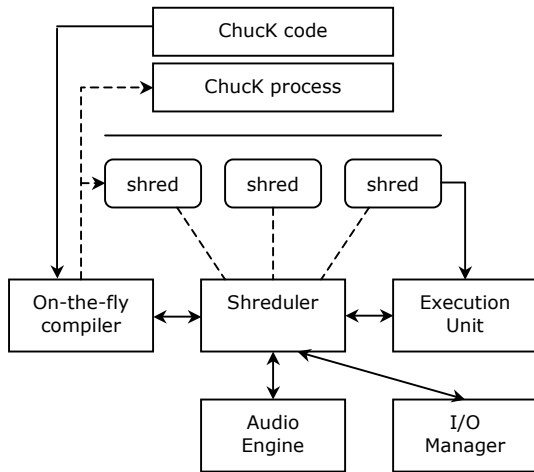 ChucK code
ChucK process
shred
shred
shred
On-the-fly
compiler
Shreduler
Execution
Unit
Audio
Engine
I/O
Manager